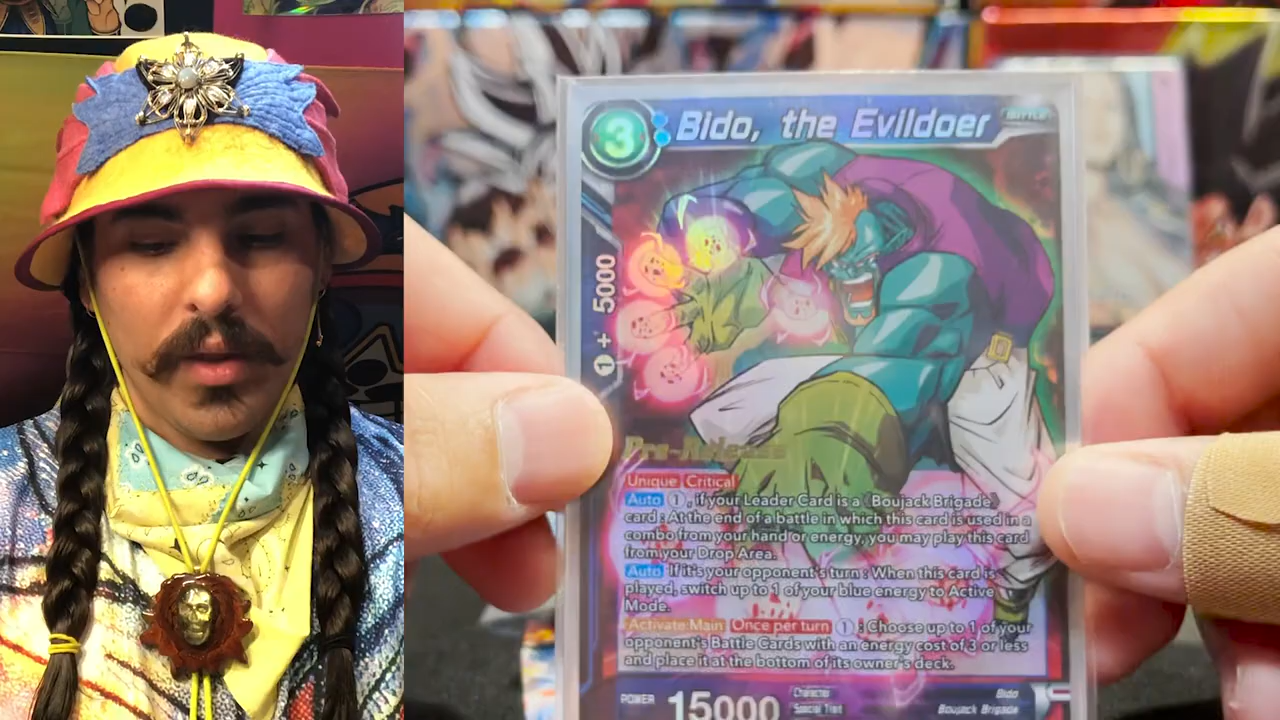 3
Bido, the Evildoer
BATTLE
1 + 5000
Pre-Release
Unique Critical
Auto 1, if your Leader Card is a 《Boujack Brigade》
card : At the end of a battle in which this card is used in a
combo from your hand or energy, you may play this card
from your Drop Area.
Auto If it's your opponent's turn : When this card is
played, switch up to 1 of your blue energy to Active
Mode.
Activate:Main Once per turn 1 : Choose up to 1 of your
opponent's Battle Cards with an energy cost of 3 or less
and place it at the bottom of its owner's deck.
POWER 15000
Character Bido
Special Trait Boujack Brigade